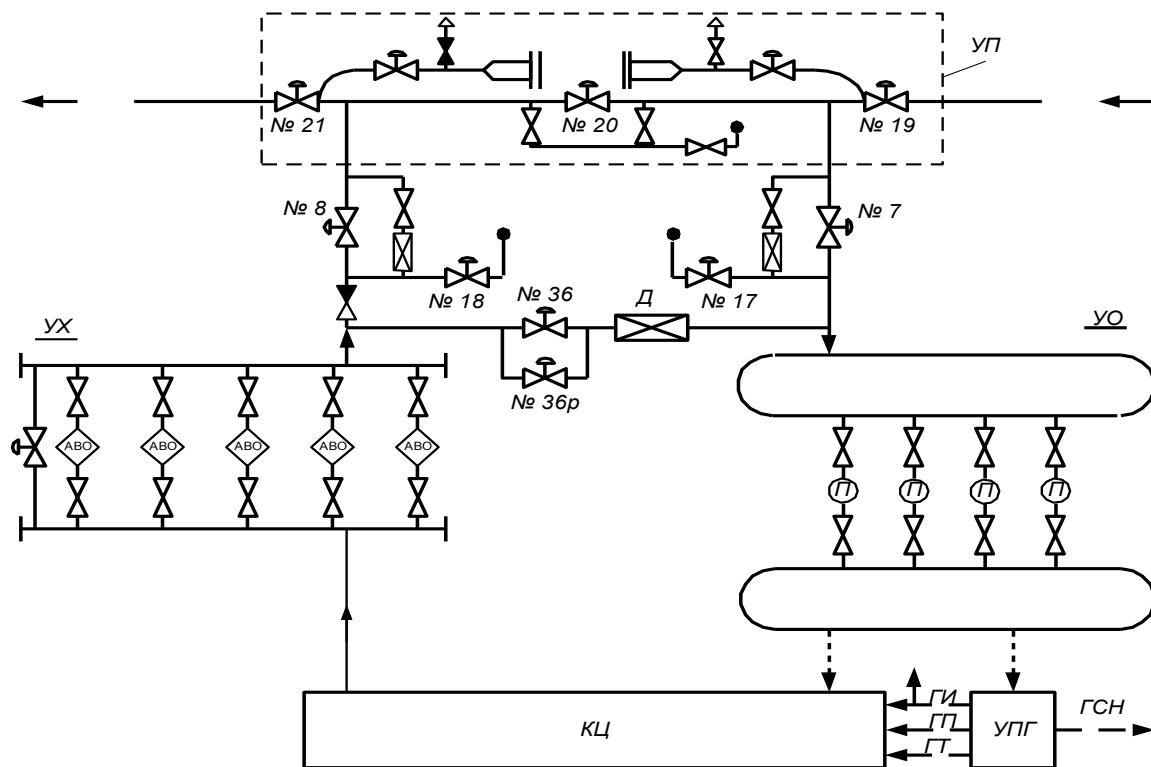 УП
№ 21
№ 20
№ 19
№ 8
№ 7
№ 18
№ 36
Д
№ 17
УХ
УО
№ 36р
АВО АВО АВО АВО АВО
П П П П
ГИ
ГП
ГТ
КЦ
УПГ
ГСН